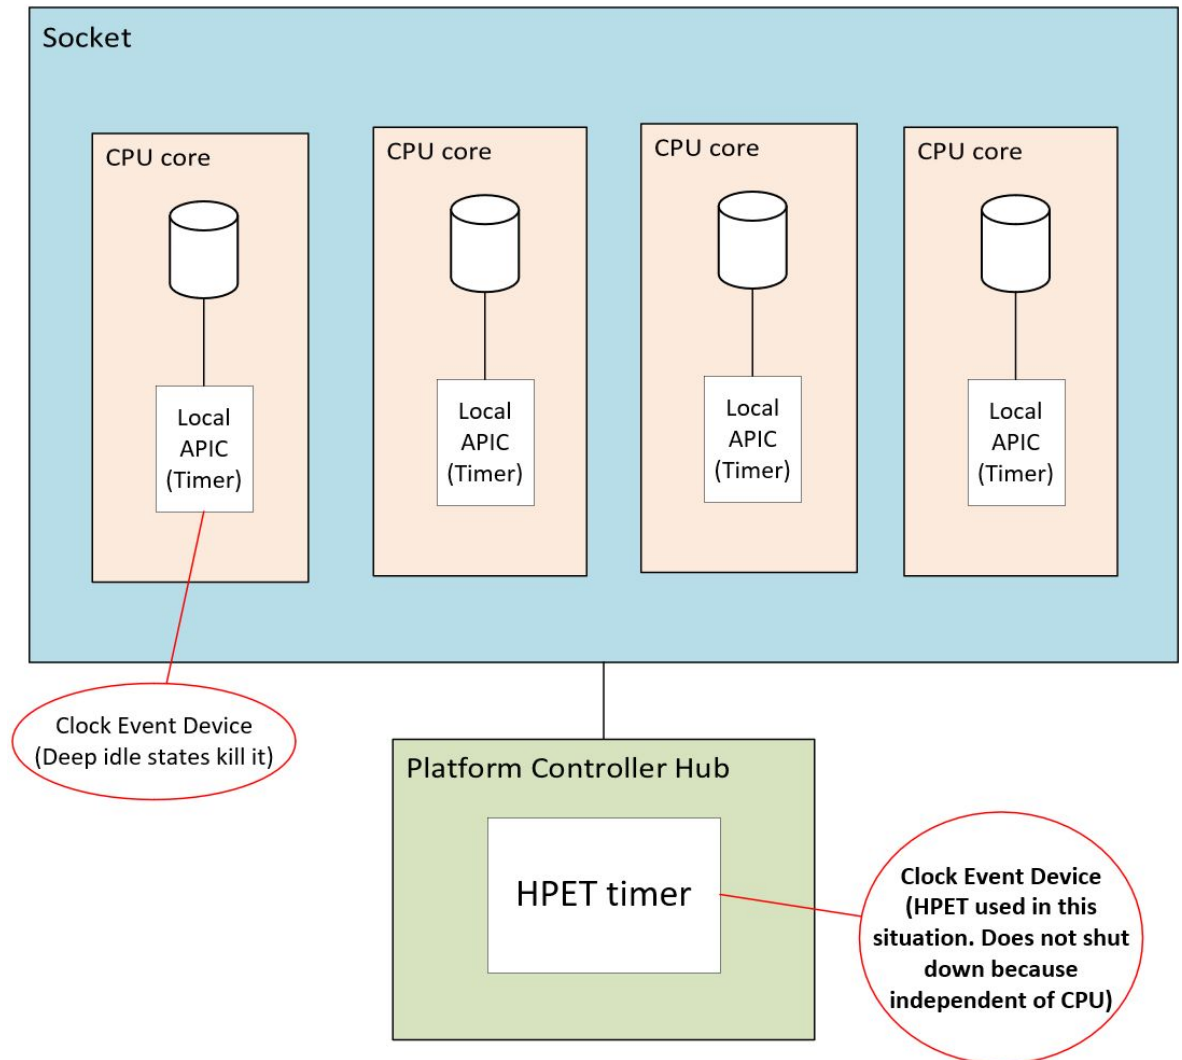 Socket
CPU core
CPU core
CPU core
CPU core
Local
APIC
(Timer)
Local
APIC
(Timer)
Local
APIC
(Timer)
Local
APIC
(Timer)
Clock Event Device
(Deep idle states kill it)
Platform Controller Hub
HPET timer
Clock Event Device
(HPET used in this
situation. Does not shut
down because
independent of CPU)